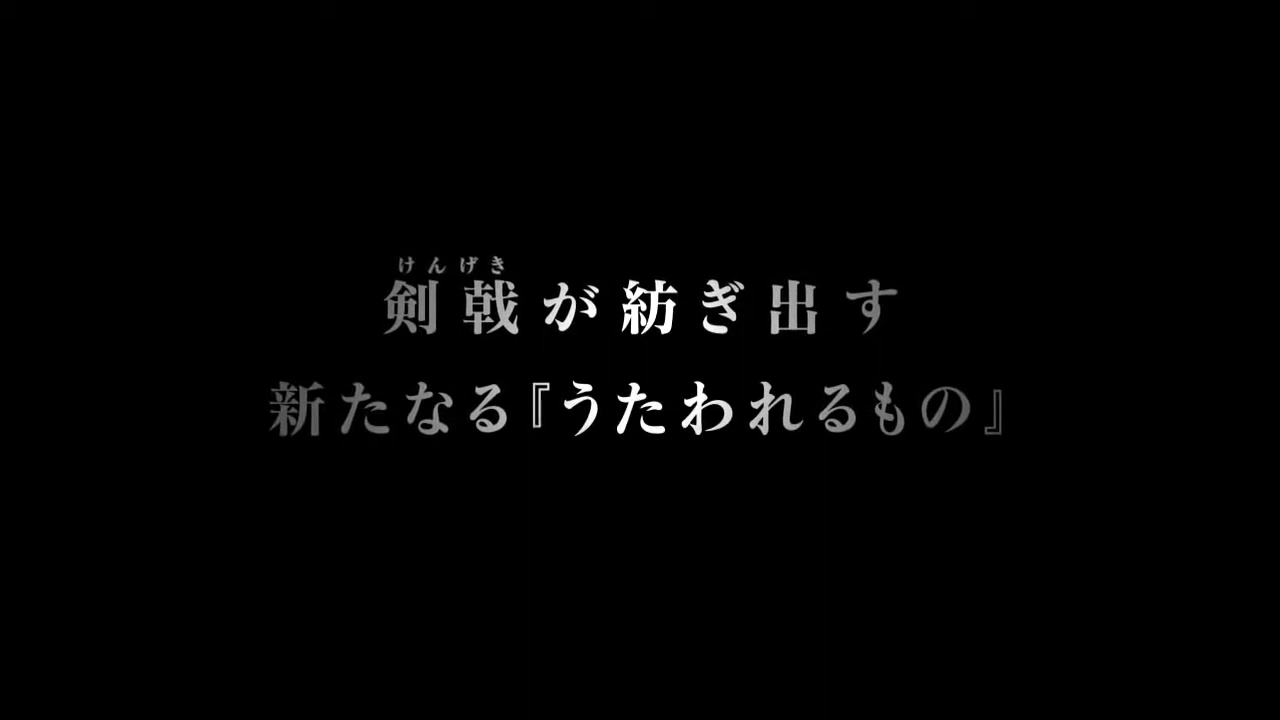 けんげき
剣戟が紡ぎ出す
新たなる『うたわれるもの』